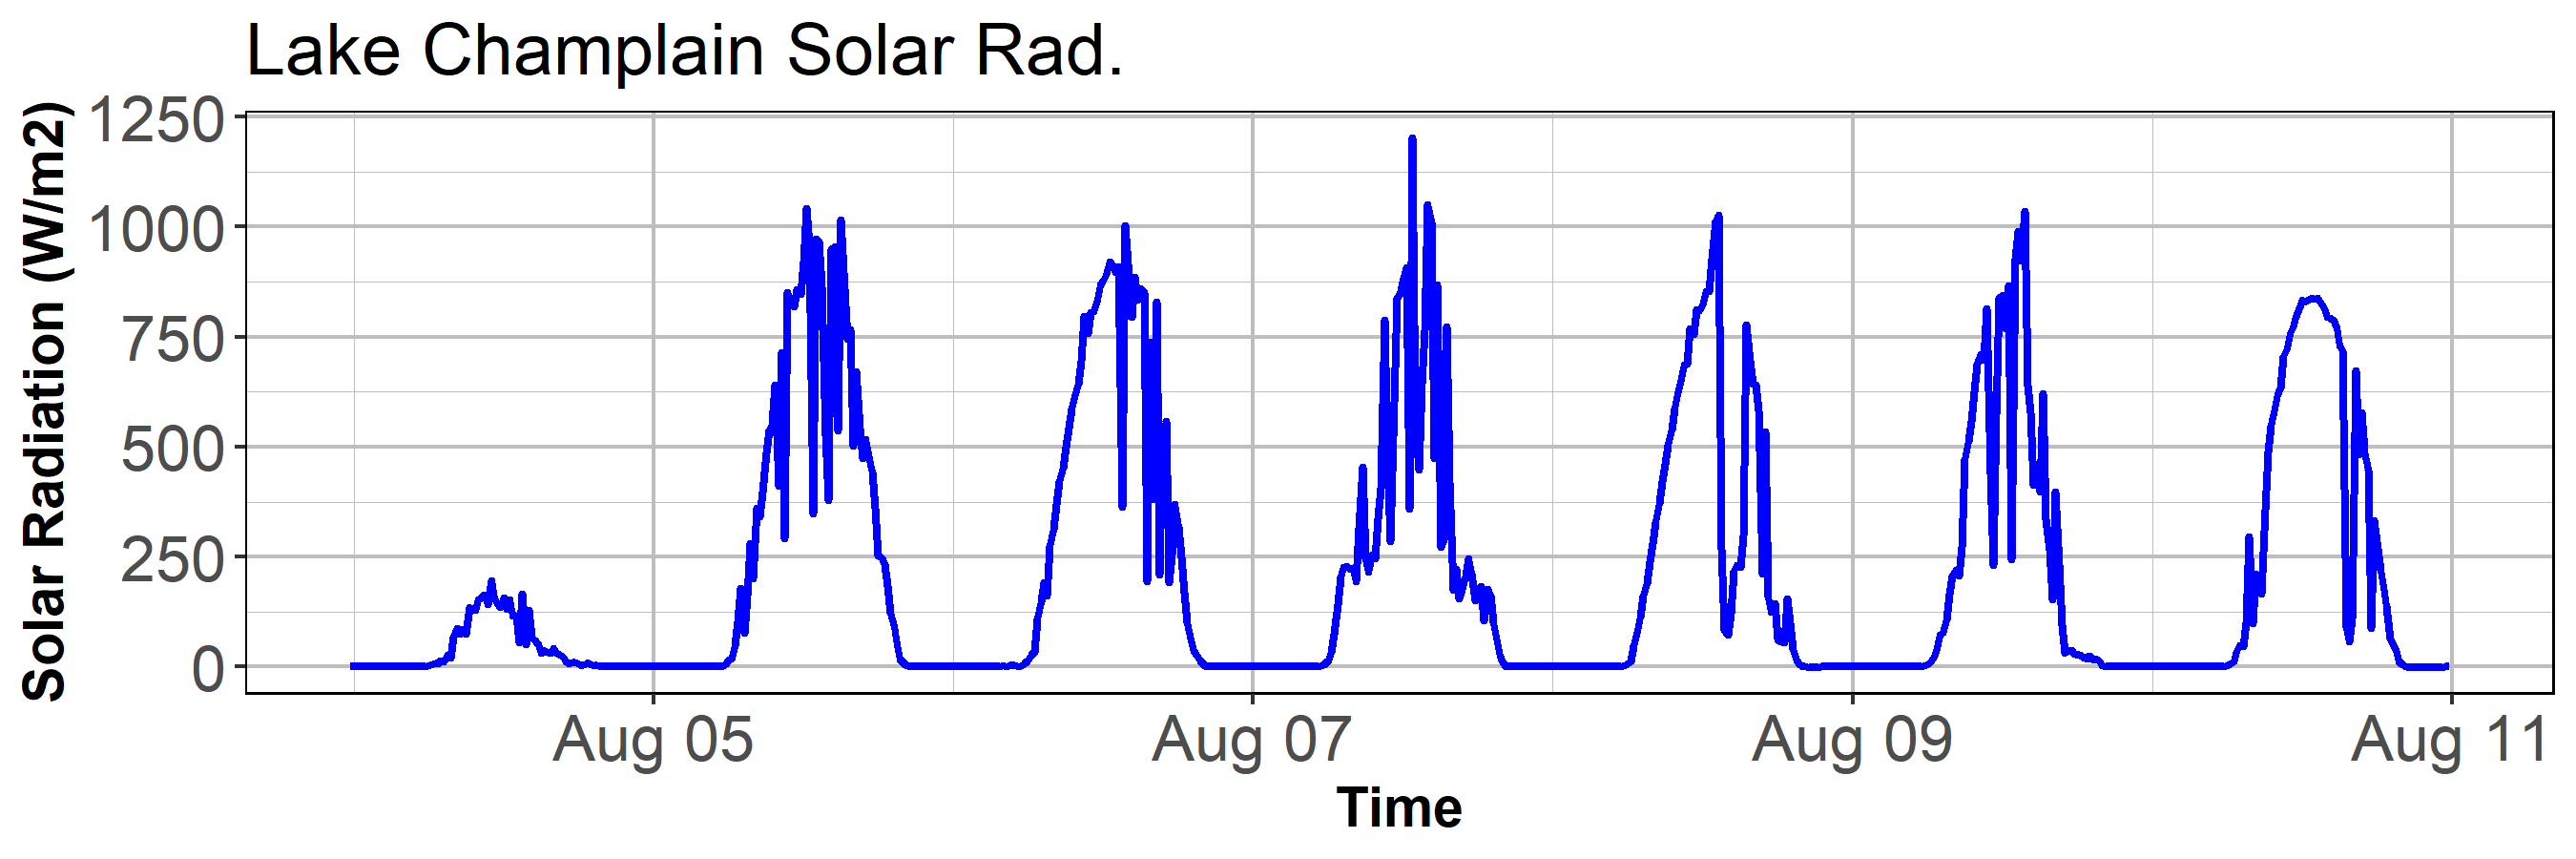 Lake Champlain Solar Rad.
Solar Radiation (W/m2)
1250
1000
750
500
250
0
Aug 05
Aug 07
Aug 09
Aug 11
Time